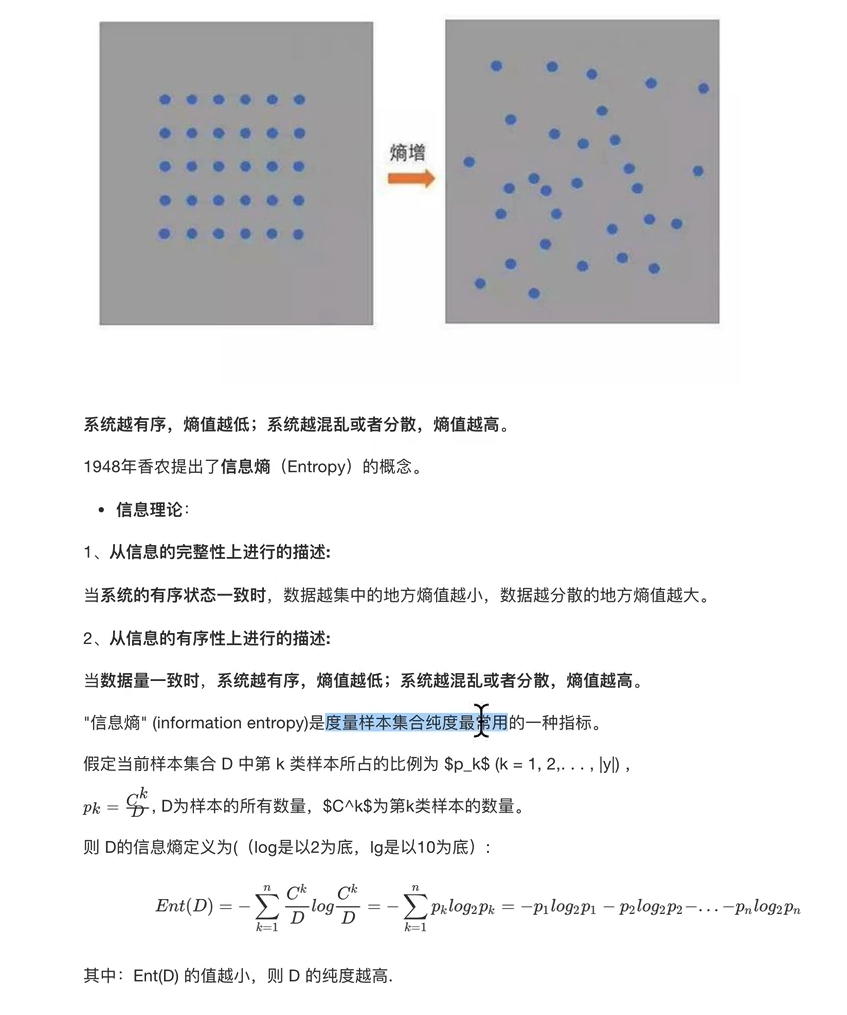 熵增
系统越有序，熵值越低；系统越混乱或者分散，熵值越高。
1948年香农提出了信息熵（Entropy）的概念。
• 信息理论：
1、从信息的完整性上进行的描述:
当系统的有序状态一致时，数据越集中的地方熵值越小，数据越分散的地方熵值越大。
2、从信息的有序性上进行的描述:
当数据量一致时，系统越有序，熵值越低；系统越混乱或者分散，熵值越高。
"信息熵" (information entropy)是度量样本集合纯度最常用的一种指标。
假定当前样本集合 D 中第 k 类样本所占的比例为 $p_k$ (k = 1, 2,. . . , |y|) ，
pk = \frac{C^k}{D}, D为样本的所有数量，$C^k$为第k类样本的数量。
则 D的信息熵定义为(（log是以2为底，lg是以10为底）:
Ent(D) = -\sum_{k=1}^{n} \frac{C^k}{D} log \frac{C^k}{D} = -\sum_{k=1}^{n} p_k log_2 p_k = -p_1 log_2 p_1 - p_2 log_2 p_2 - . . . - p_n log_2 p_n
其中：Ent(D) 的值越小，则 D 的纯度越高.